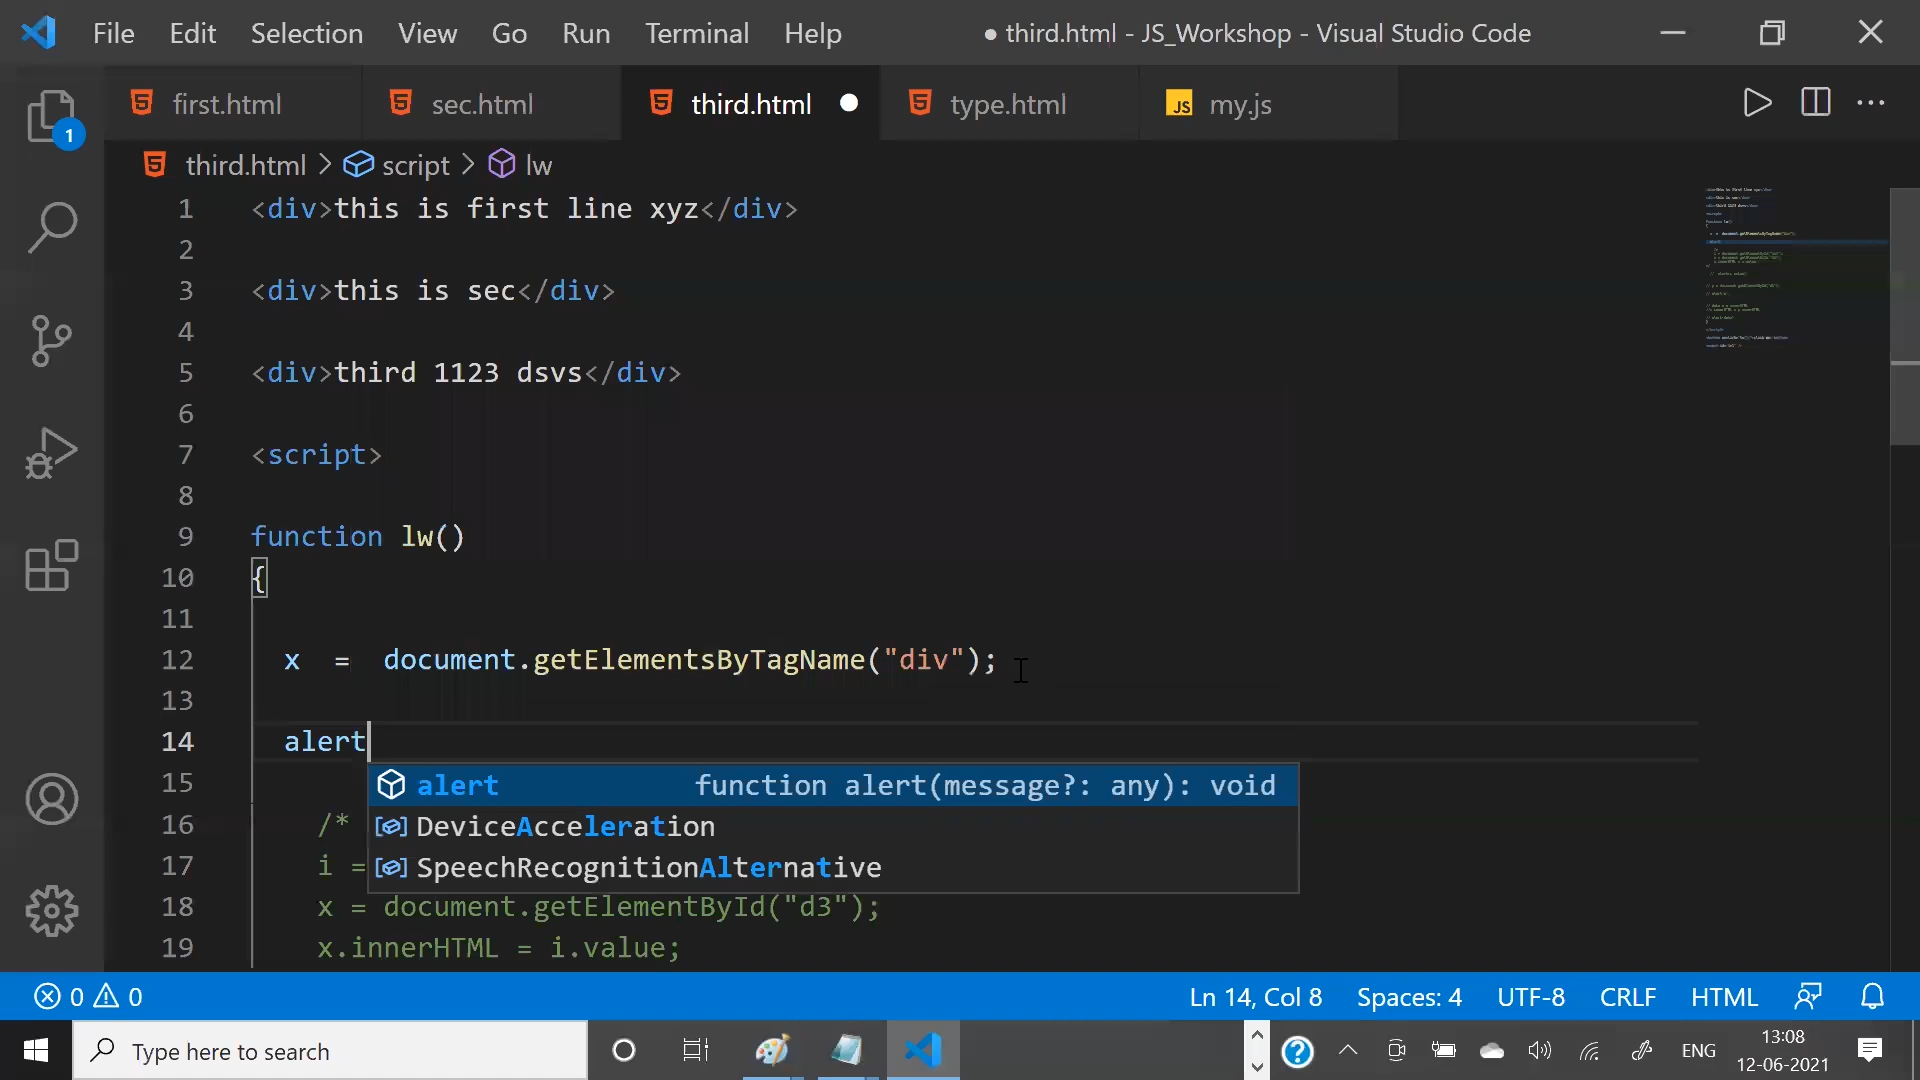 File Edit Selection View Go Run Terminal Help ● third.html - JS_Workshop - Visual Studio Code
first.html sec.html third.html type.html JS my.js
1
third.html > script > lw
1 <div>this is first line xyz</div>
2
3 <div>this is sec</div>
4
5 <div>third 1123 dsvs</div>
6
7 <script>
8
9 function lw()
10 {
11
12 x = document.getElementsByTagName("div");
13
14 alert
15 alert function alert(message?: any): void
16 /* DeviceAcceleration
17 i = SpeechRecognitionAlternative
18 x = document.getElementById("d3");
19 x.innerHTML = i.value;
0 0 Ln 14, Col 8 Spaces: 4 UTF-8 CRLF HTML
Type here to search ENG 13:08
12-06-2021